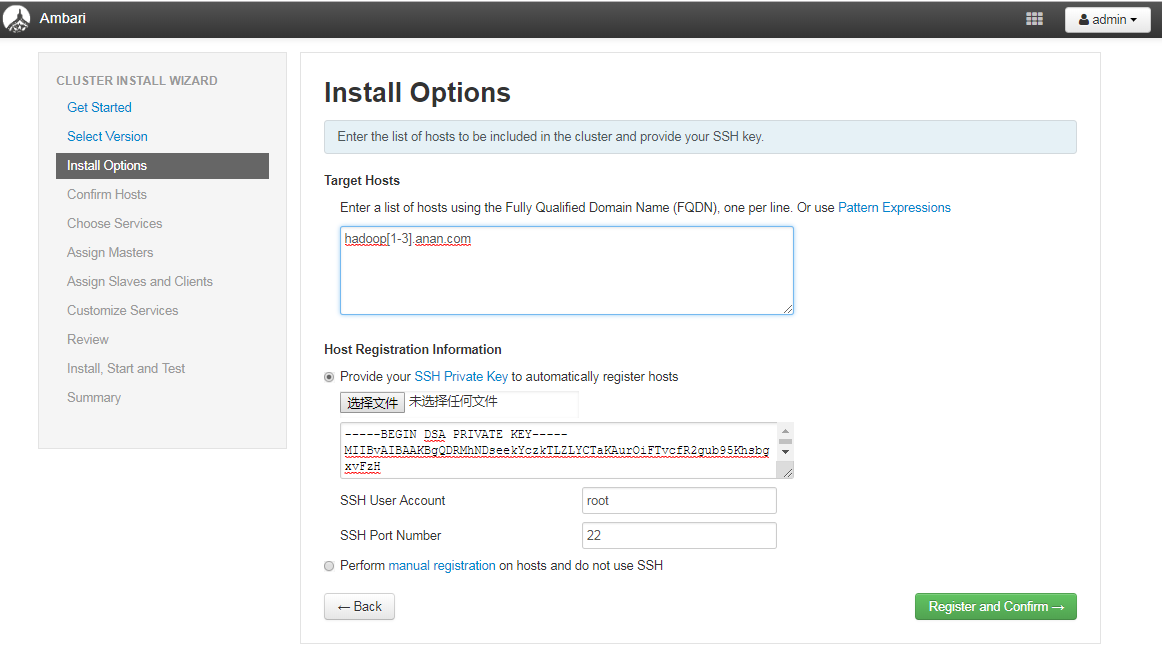 Ambari
admin
CLUSTER INSTALL WIZARD
Get Started
Select Version
Install Options
Confirm Hosts
Choose Services
Assign Masters
Assign Slaves and Clients
Customize Services
Review
Install, Start and Test
Summary
Install Options
Enter the list of hosts to be included in the cluster and provide your SSH key.
Target Hosts
Enter a list of hosts using the Fully Qualified Domain Name (FQDN), one per line. Or use Pattern Expressions
hadoop[1-3].anan.com
Host Registration Information
Provide your SSH Private Key to automatically register hosts
选择文件 未选择任何文件
-----BEGIN DSA PRIVATE KEY-----
MIIBvAIBAAKBgQDRMhNDseekYczkTLZLYCTaKAurOiFTvcfR2gub95Khsbg
xvFzH
SSH User Account root
SSH Port Number 22
Perform manual registration on hosts and do not use SSH
← Back
Register and Confirm →